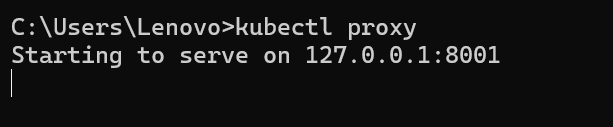 C:\Users\Lenovo>kubectl proxy
Starting to serve on 127.0.0.1:8001